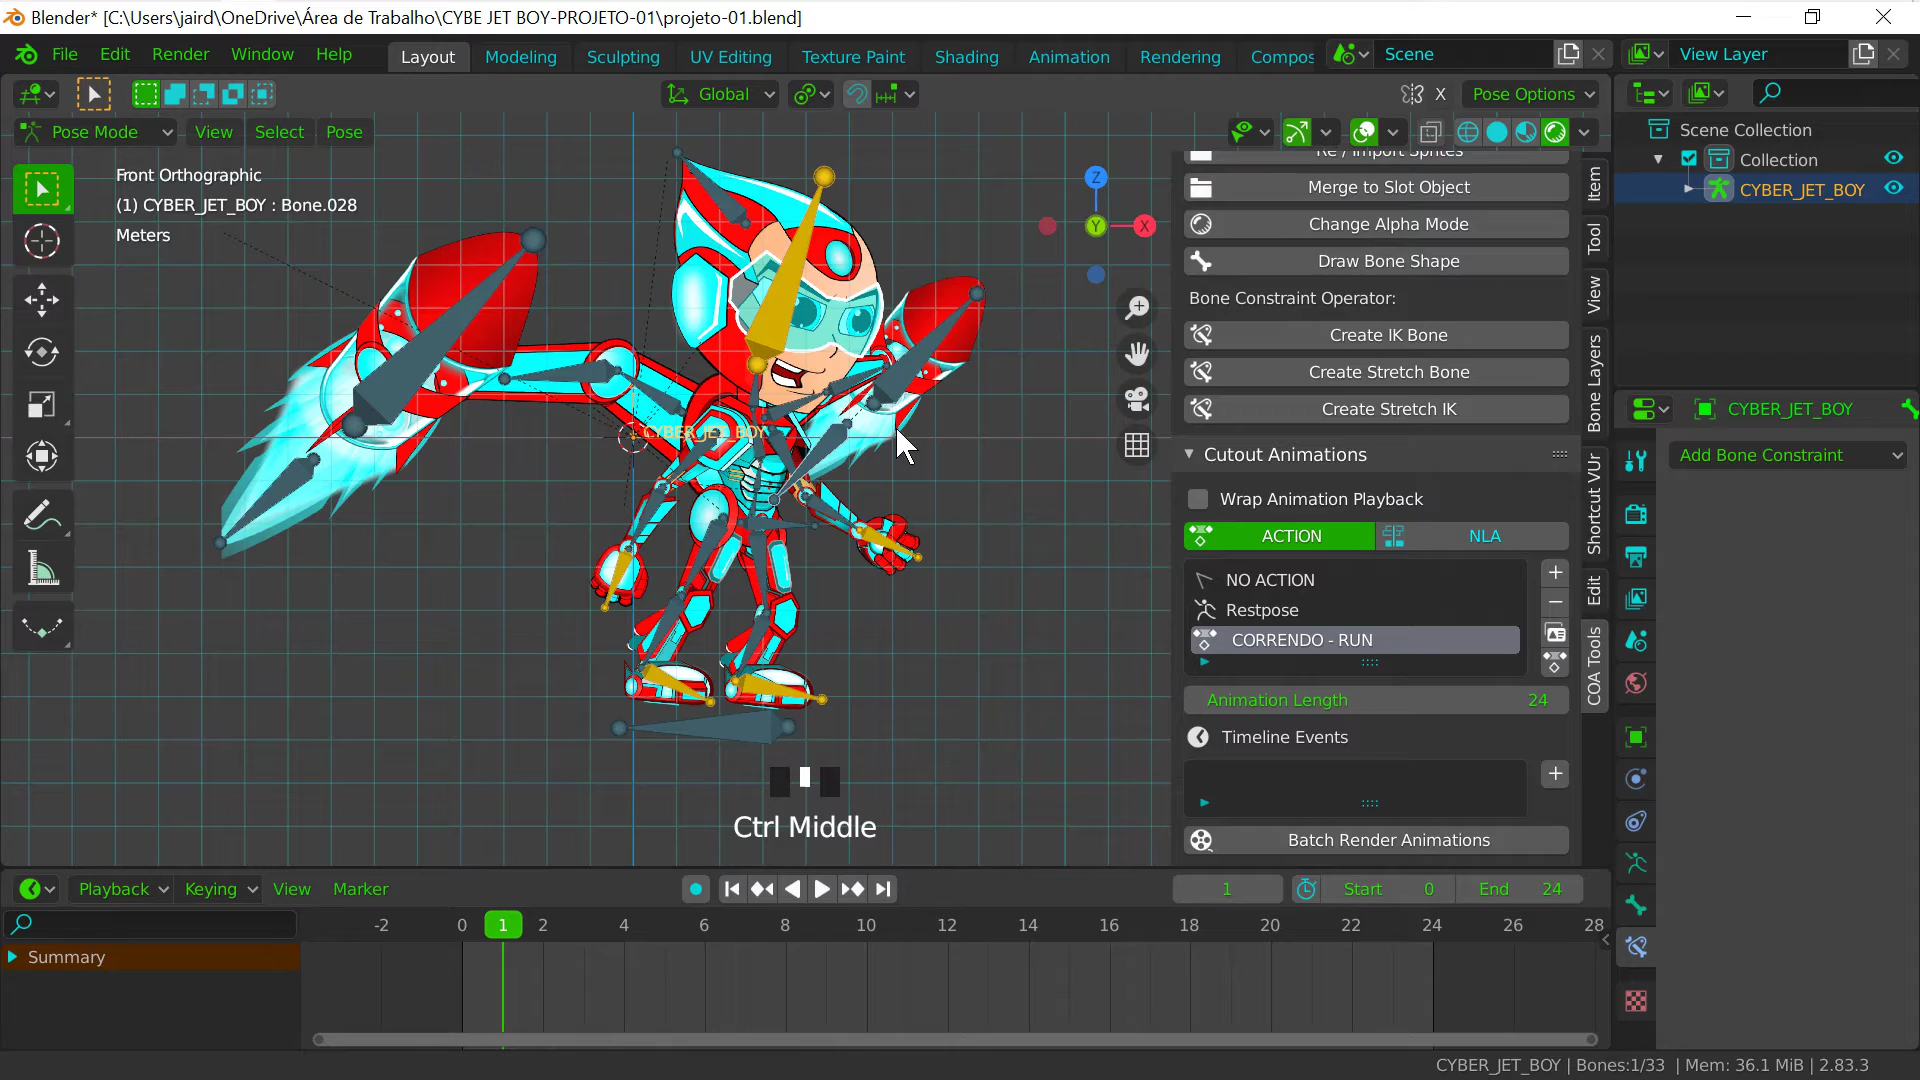 Blender* [C:\Users\jaird\OneDrive\Área de Trabalho\CYBE JET BOY-PROJETO-01\projeto-01.blend]
File Edit Render Window Help Layout Modeling Sculpting UV Editing Texture Paint Shading Animation Rendering Compos Scene View Layer
Global X Pose Options
Pose Mode View Select Pose
Scene Collection
Collection
CYBER_JET_BOY
Front Orthographic
(1) CYBER_JET_BOY : Bone.028
Meters
CYBER_JET_BOY
Z
Y
X
Re / Import Sprites
Merge to Slot Object
Change Alpha Mode
Draw Bone Shape
Bone Constraint Operator:
Create IK Bone
Create Stretch Bone
Create Stretch IK
Cutout Animations
Wrap Animation Playback
ACTION NLA
NO ACTION
Restpose
CORRENDO - RUN
Animation Length 24
Timeline Events
Batch Render Animations
Item
Tool
View
Bone Layers
Shortcut VUr
Edit
COA Tools
CYBER_JET_BOY
Add Bone Constraint
Ctrl Middle
Playback Keying View Marker 1 Start 0 End 24
-2 0 1 2 4 6 8 10 12 14 16 18 20 22 24 26 28
Summary
CYBER_JET_BOY | Bones:1/33 | Mem: 36.1 MiB | 2.83.3